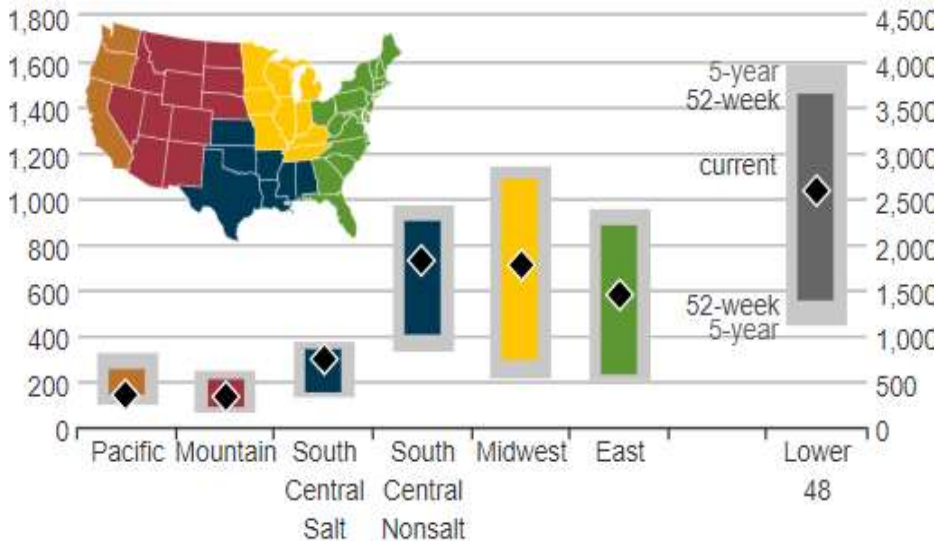 1,800
1,600
1,400
1,200
1,000
800
600
400
200
0
4,500
4,000
3,500
3,000
2,500
2,000
1,500
1,000
500
0
5-year
52-week
current
52-week
5-year
Pacific
Mountain
South
Central
Salt
South
Central
Nonsalt
Midwest
East
Lower
48